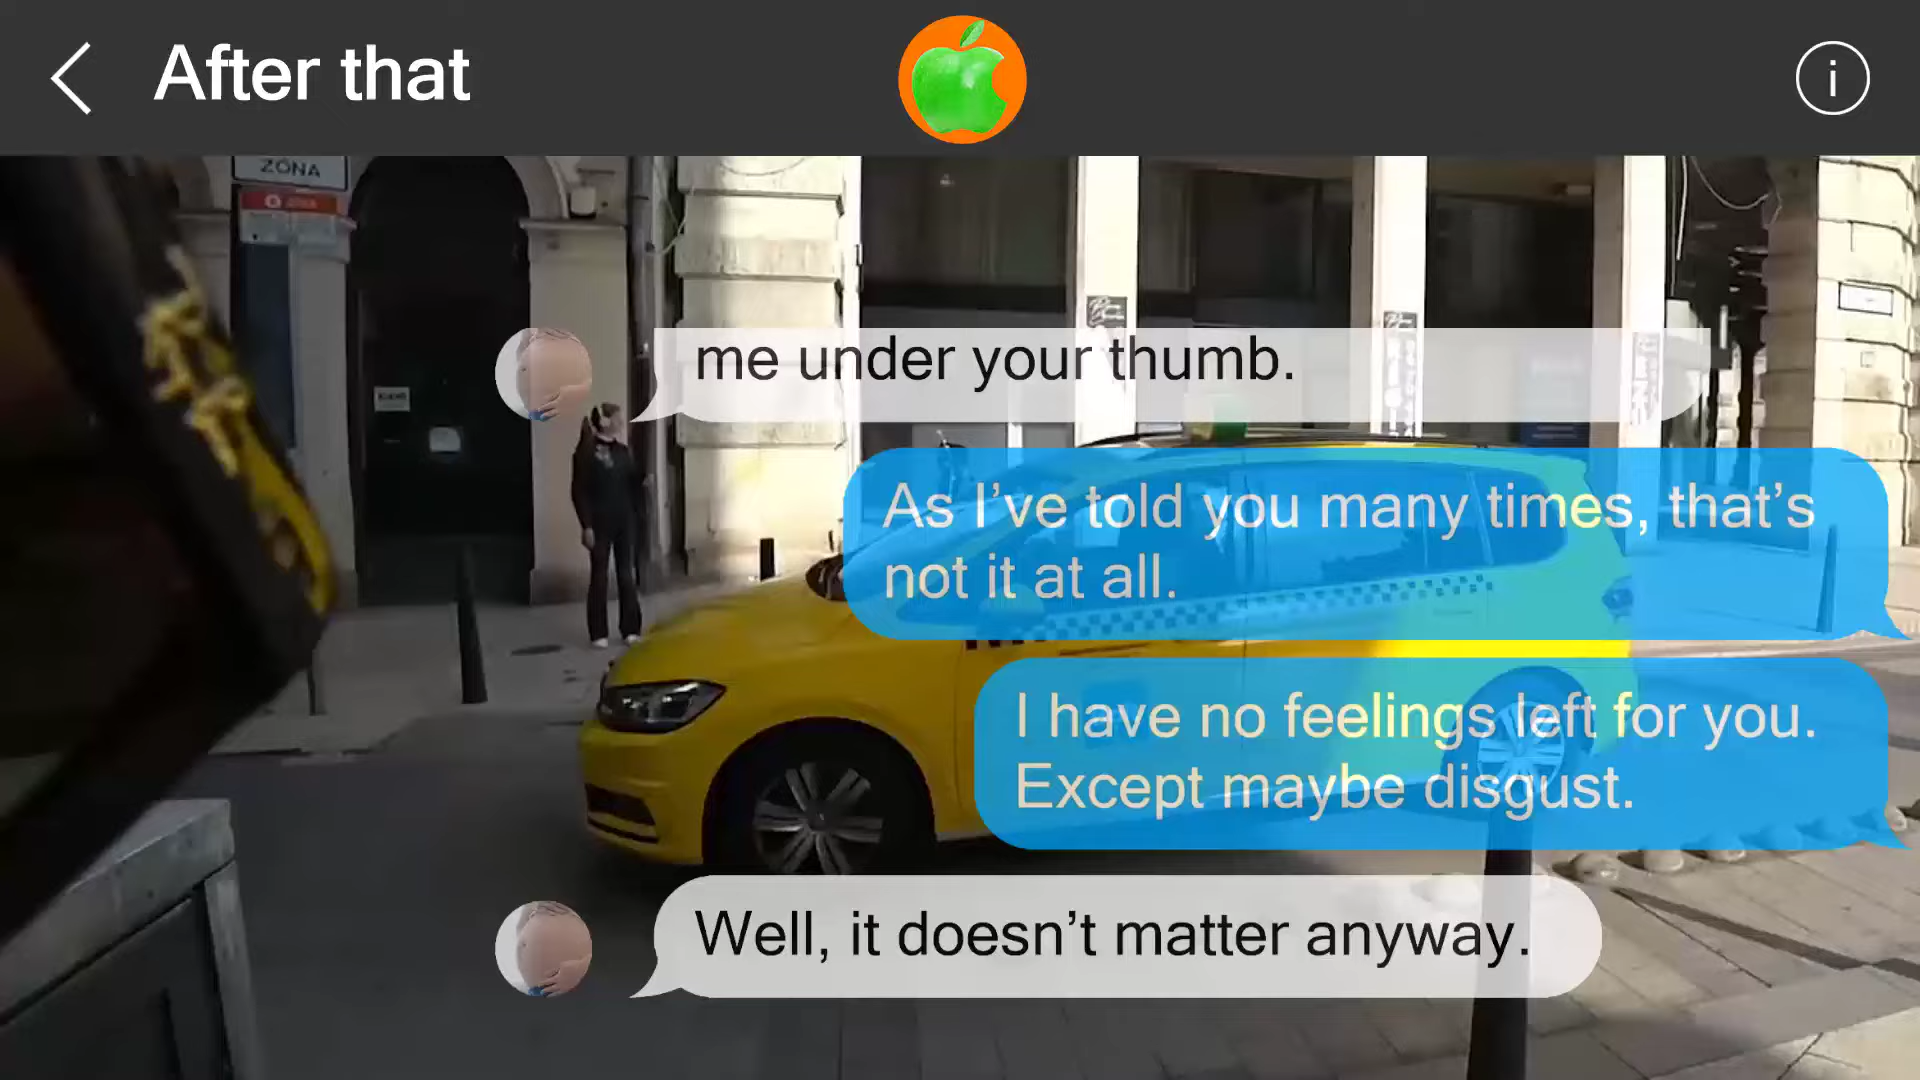 After that
i
ZÓNA
me under your thumb.
As I’ve told you many times, that’s
not it at all.
I have no feelings left for you.
Except maybe disgust.
Well, it doesn’t matter anyway.